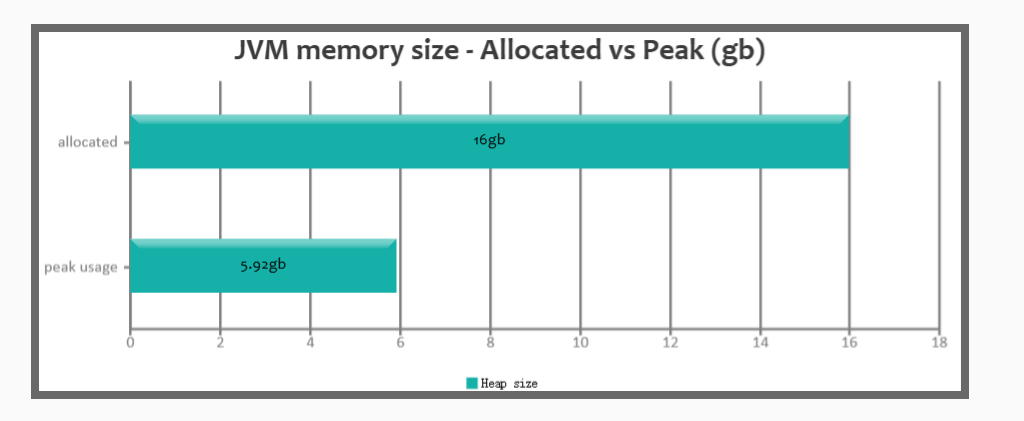 JVM memory size - Allocated vs Peak (gb)
allocated
16gb
peak usage
5.92gb
0 2 4 6 8 10 12 14 16 18
Heap size